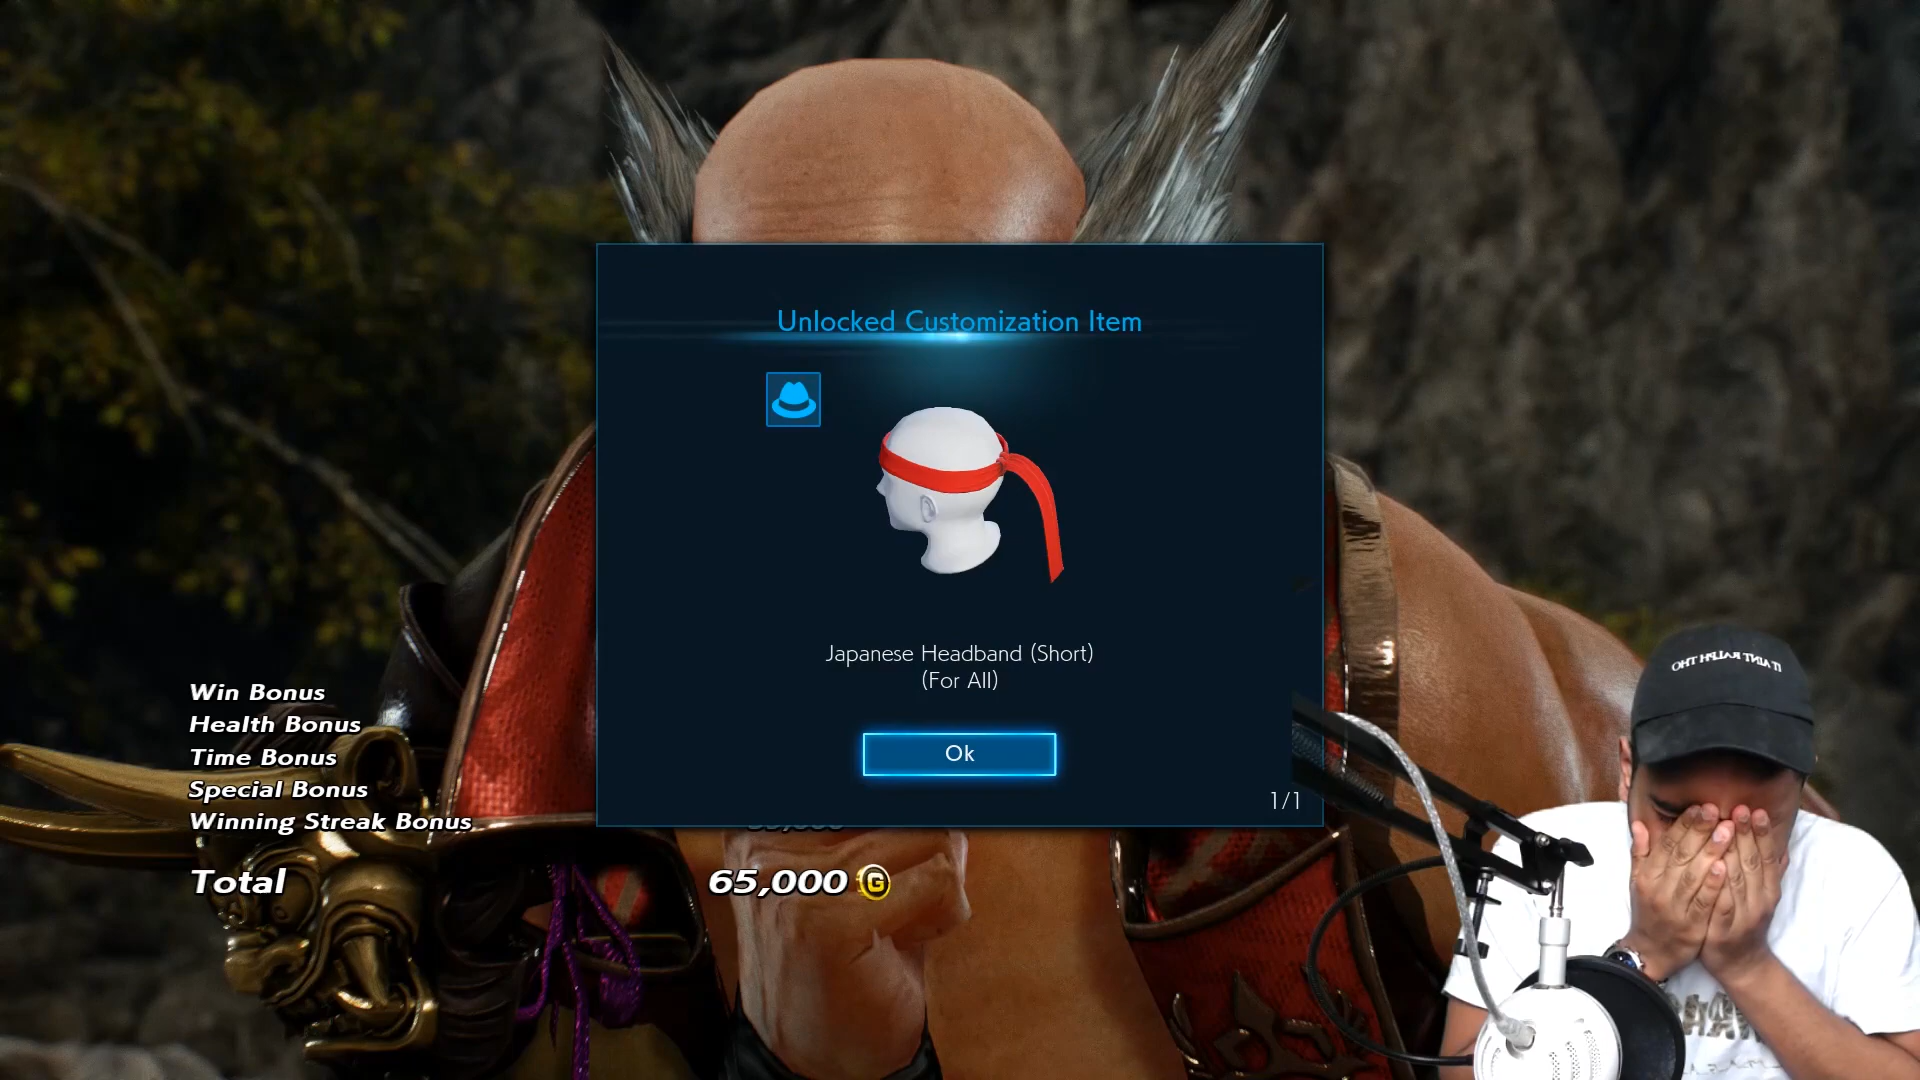 Unlocked Customization Item
Japanese Headband (Short)
(For All)
Ok
1/1
Win Bonus
Health Bonus
Time Bonus
Special Bonus
Winning Streak Bonus
Total
65,000 G